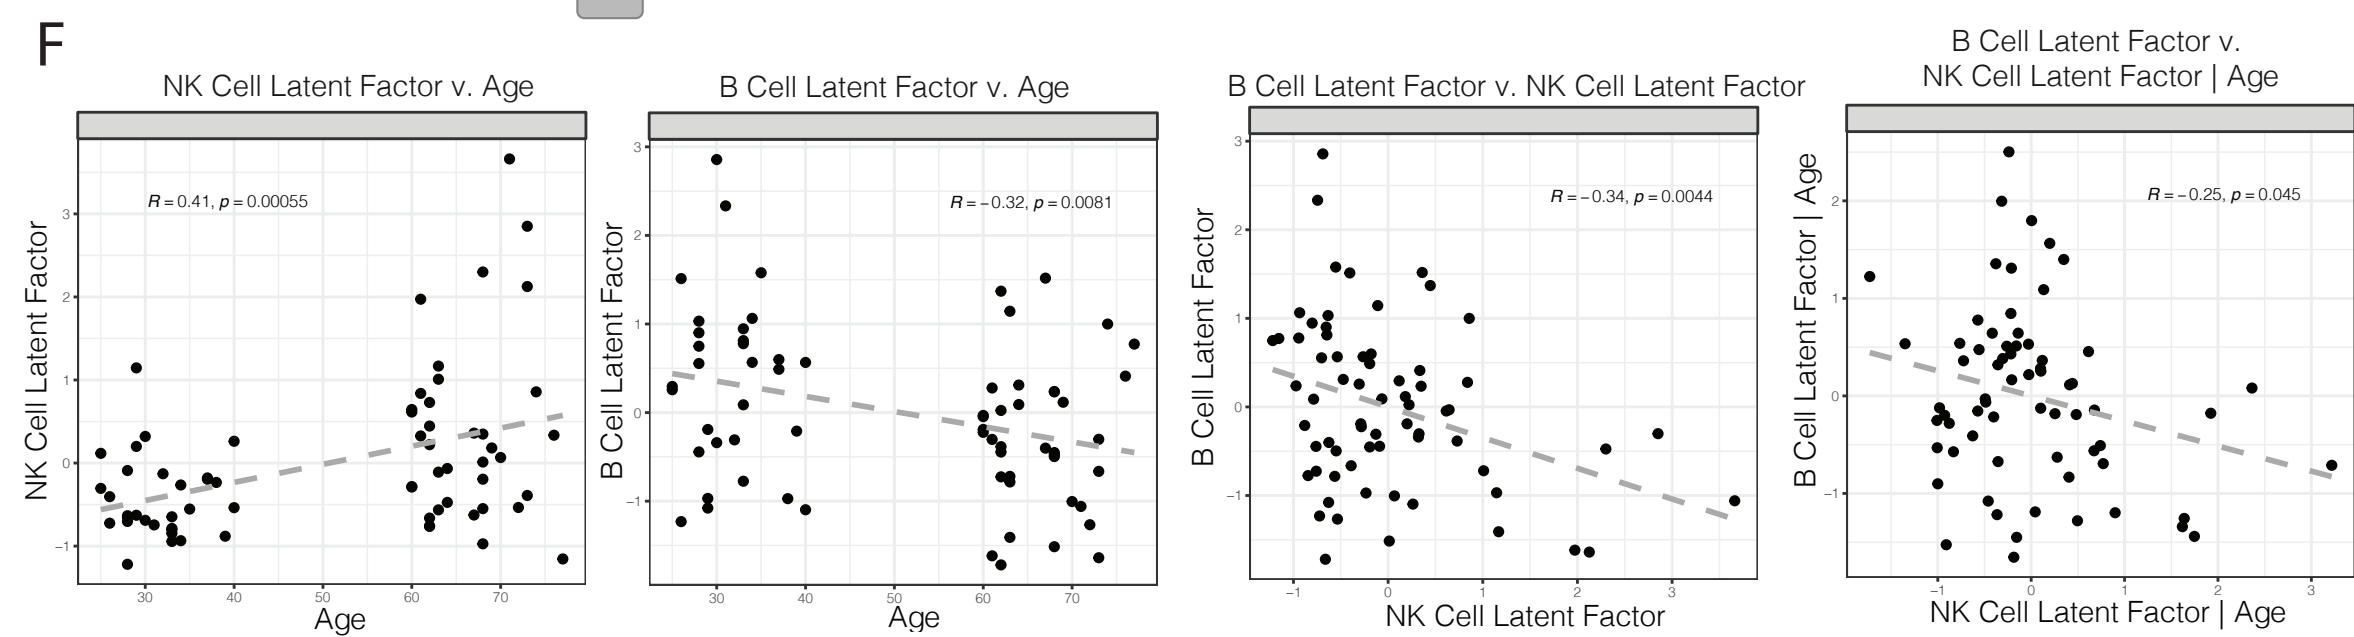 F
NK Cell Latent Factor v. Age
NK Cell Latent Factor
R = 0.41, p = 0.00055
3
2
1
0
−1
30 40 50 60 70
Age
B Cell Latent Factor v. Age
B Cell Latent Factor
R = −0.32, p = 0.0081
3
2
1
0
−1
30 40 50 60 70
Age
B Cell Latent Factor v. NK Cell Latent Factor
B Cell Latent Factor
R = −0.34, p = 0.0044
3
2
1
0
−1
−1 0 1 2 3
NK Cell Latent Factor
B Cell Latent Factor v.
NK Cell Latent Factor | Age
B Cell Latent Factor | Age
R = −0.25, p = 0.045
2
1
0
−1
−1 0 1 2 3
NK Cell Latent Factor | Age